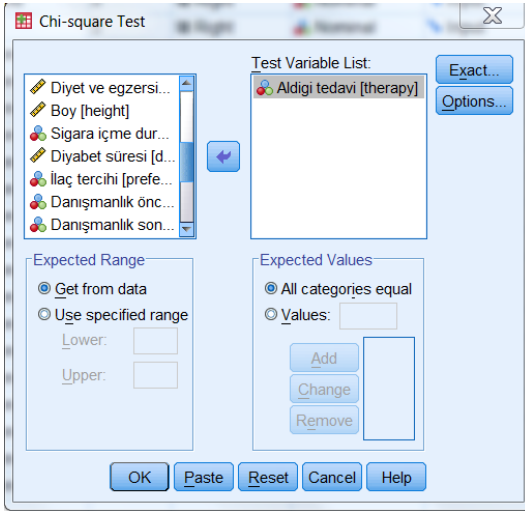 Chi-square Test
Test Variable List:
Diyet ve egzersi...
Boy [height]
Sigara içme dur...
Diyabet süresi [d...
İlaç tercihi [prefe...
Danışmanlık önc...
Danışmanlık son...
Aldigi tedavi [therapy]
Exact...
Options...
Expected Range
Get from data
Use specified range
Lower:
Upper:
Expected Values
All categories equal
Values:
Add
Change
Remove
OK Paste Reset Cancel Help